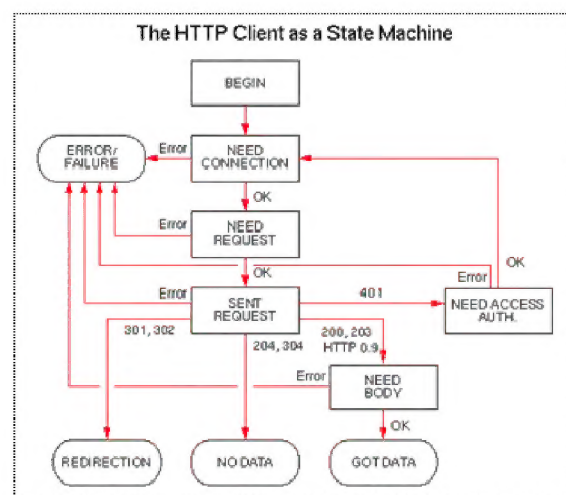 The HTTP Client as a State Machine
BEGIN
ERROR/
FAILURE
Error
NEED
CONNECTION
OK
Error
NEED
REQUEST
OK
Error
OK
Error
SENT
REQUEST
401
NEED ACCESS
AUTH.
301, 302
204, 304
200, 203
HTTP 0.9
Error
NEED
BODY
OK
REDIRECTION
NO DATA
GOT DATA